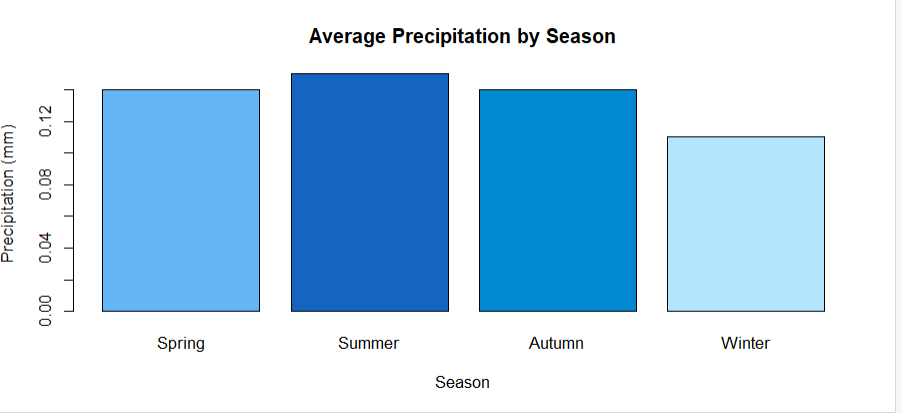 Average Precipitation by Season
Precipitation (mm)
0.12
0.08
0.04
0.00
Spring Summer Autumn Winter
Season